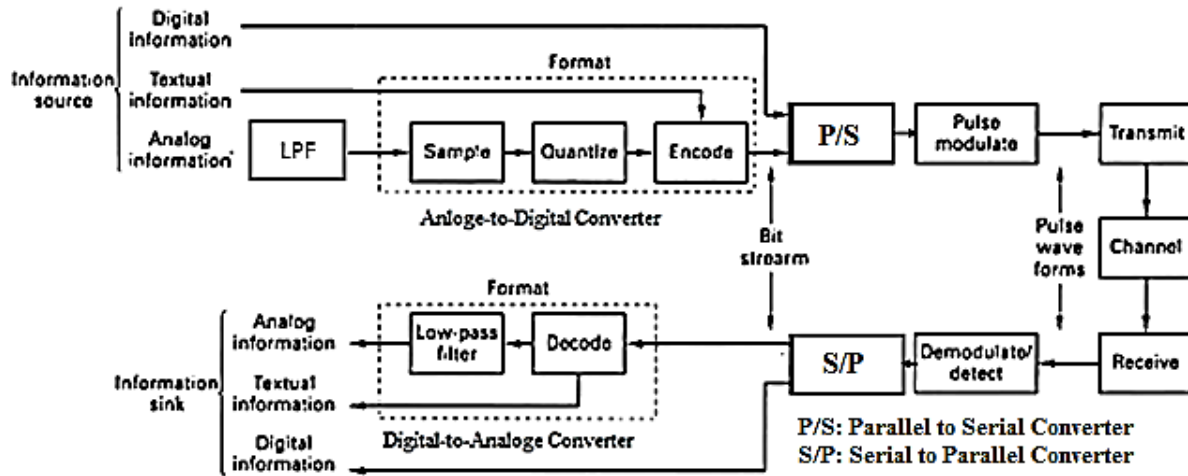 Digital
information
Format
Information
source
Textual
information
Analog
information
LPF
Sample
Quantize
Encode
P/S
Pulse
modulate
Transmit
Anloge-to-Digital Converter
Bit
stroarm
Pulse
wave
forms
Channel
Format
Analog
information
Low-pass
filter
Decode
S/P
Demodulato/
detect
Receive
Information
sink
Textual
information
Digital-to-Analoge Converter
Digital
information
P/S: Parallel to Serial Converter
S/P: Serial to Parallel Converter